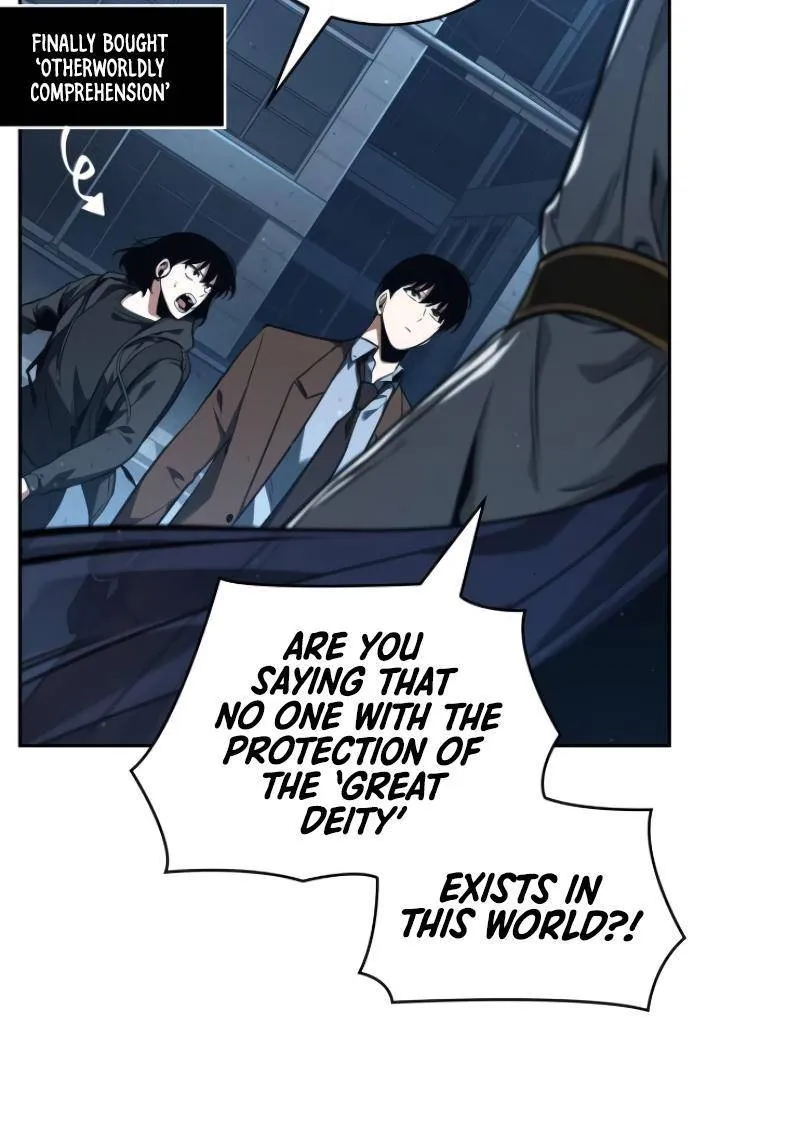 FINALLY BOUGHT
'OTHERWORLDLY
COMPREHENSION'
ARE YOU
SAYING THAT
NO ONE WITH THE
PROTECTION OF
THE 'GREAT
DEITY'
EXISTS IN
THIS WORLD?!